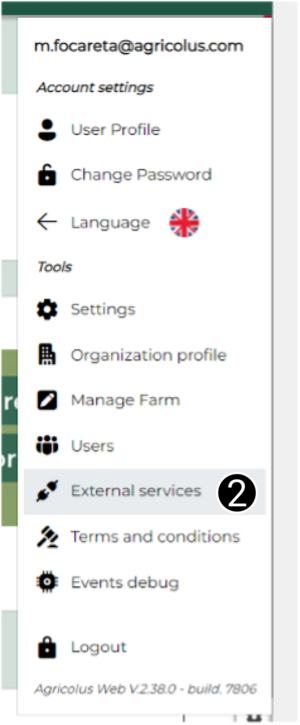 m.focareta@agricolus.com
Account settings
User Profile
Change Password
Language
Tools
Settings
Organization profile
Manage Farm
Users
External services 2
Terms and conditions
Events debug
Logout
Agricolus Web V.2.38.0 - build. 7806